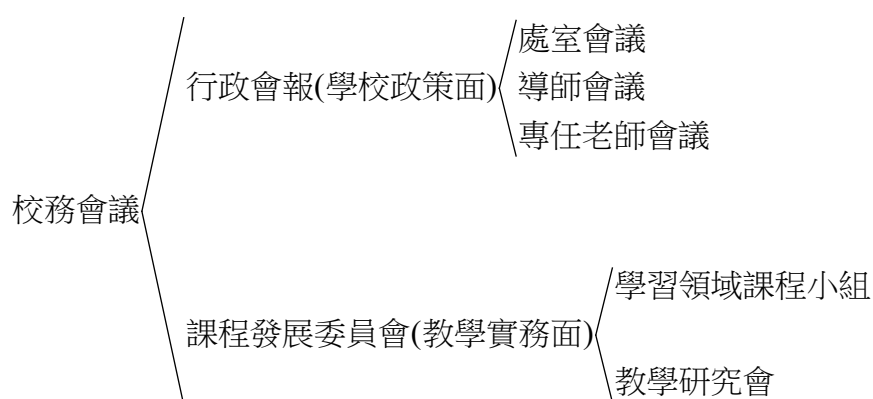 處室會議
行政會報(學校政策面)
導師會議
專任老師會議
校務會議
學習領域課程小組
課程發展委員會(教學實務面)
教學研究會